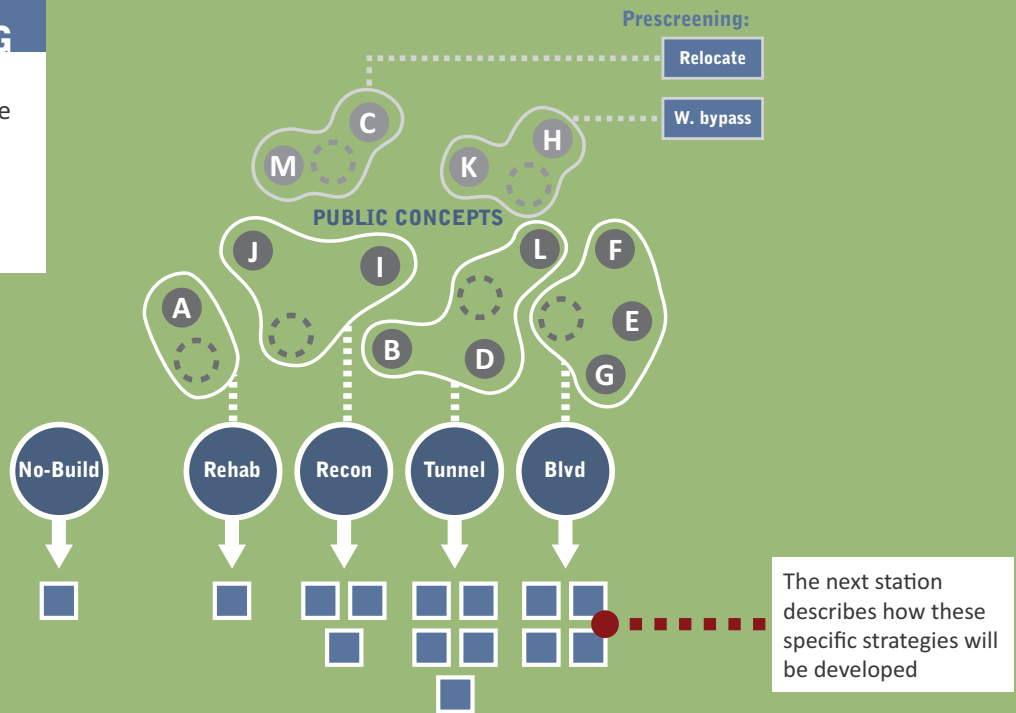 G
e
Prescreening:
Relocate
W. bypass
C
M
H
K
PUBLIC CONCEPTS
J
I
L
F
A
E
B
D
G
No-Build
Rehab
Recon
Tunnel
Blvd
The next station
describes how these
specific strategies will
be developed